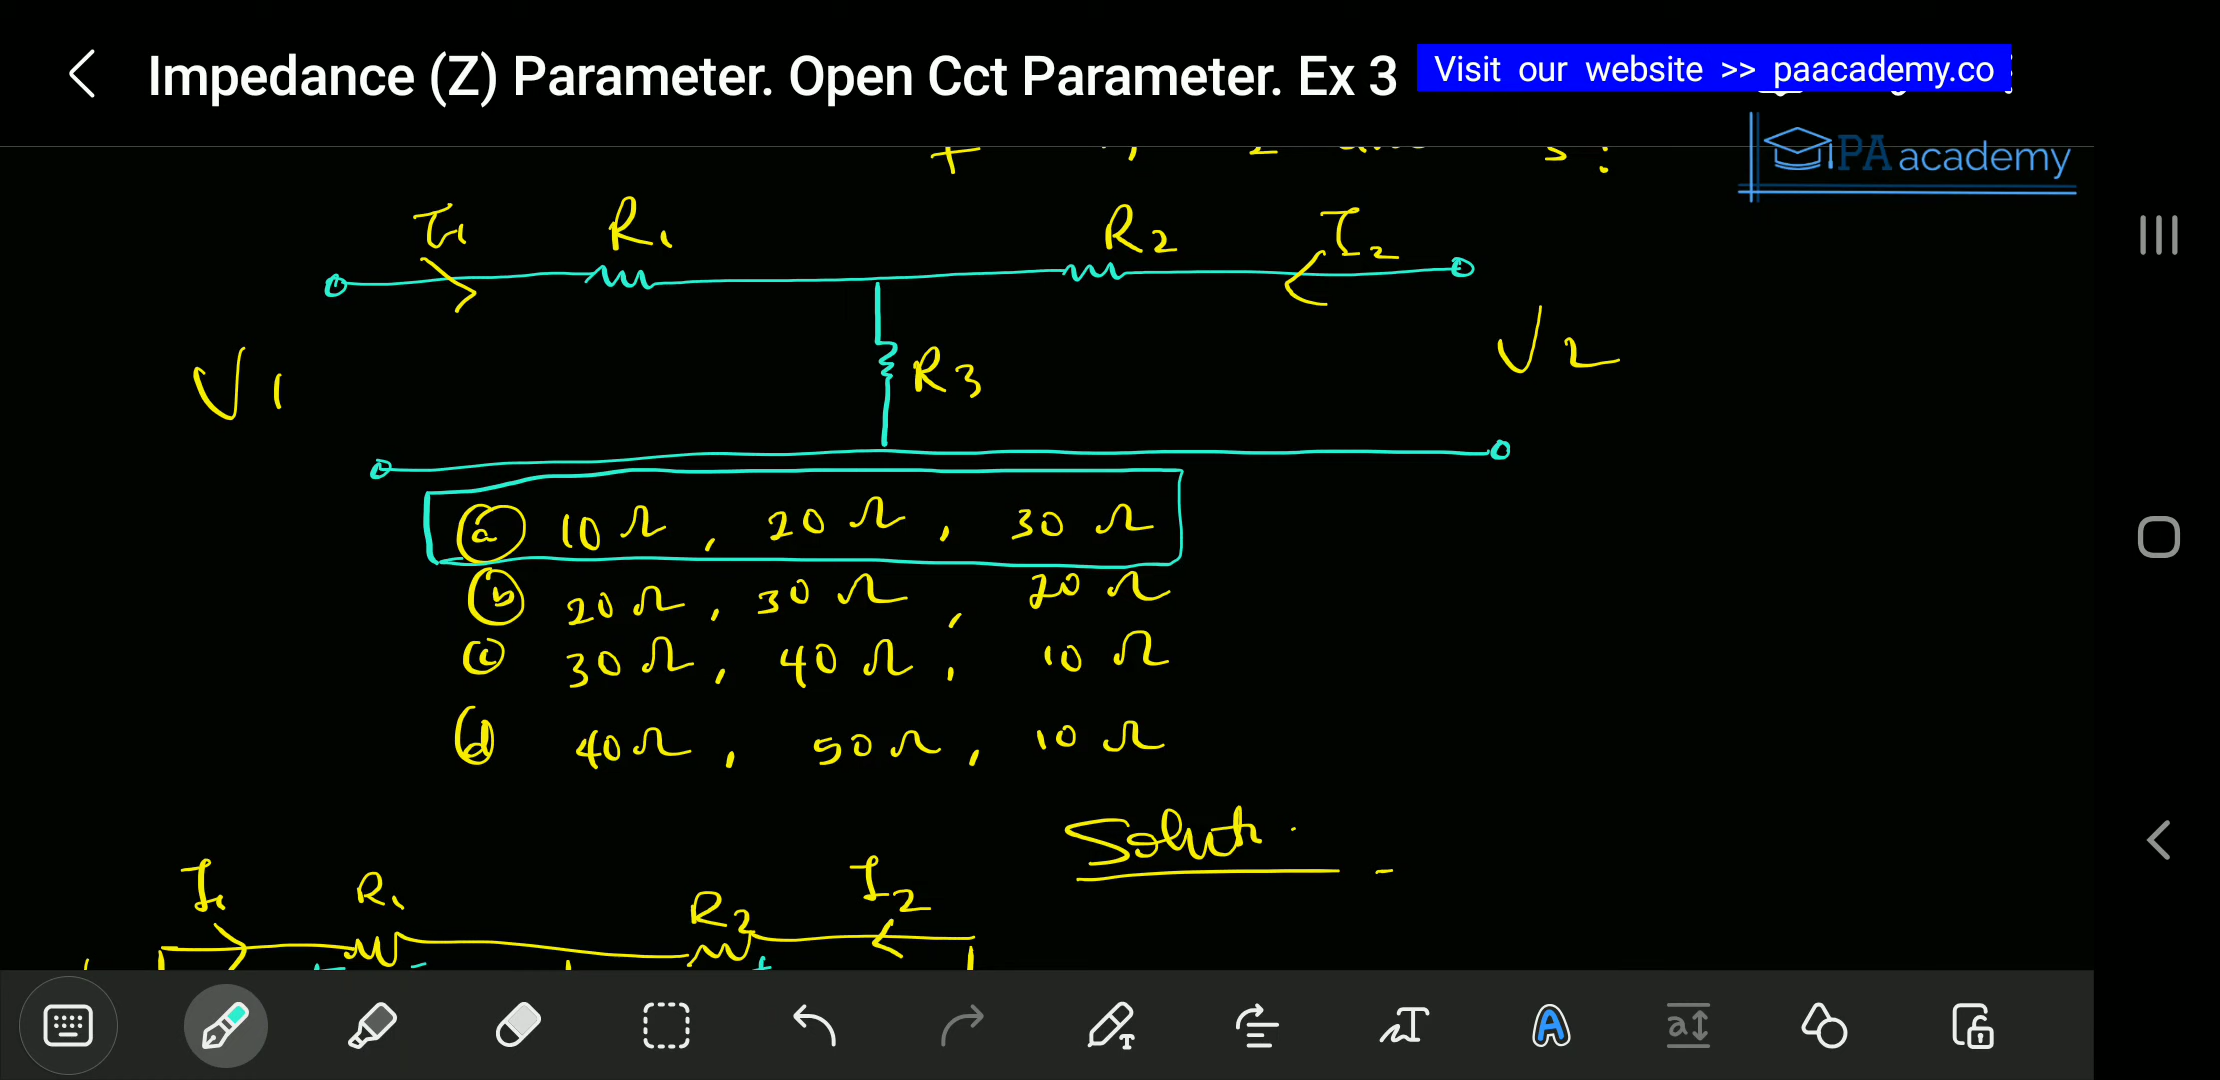 Impedance (Z) Parameter. Open Cct Parameter. Ex 3
Visit our website >> paacademy.co
PA academy
I1 R1 R2 I2
V1 R3 V2
(a) 10 Ω, 20 Ω, 30 Ω
(b) 20 Ω, 30 Ω, 20 Ω
(c) 30 Ω, 40 Ω, 10 Ω
(d) 40 Ω, 50 Ω, 10 Ω
I1 R1 R2 I2